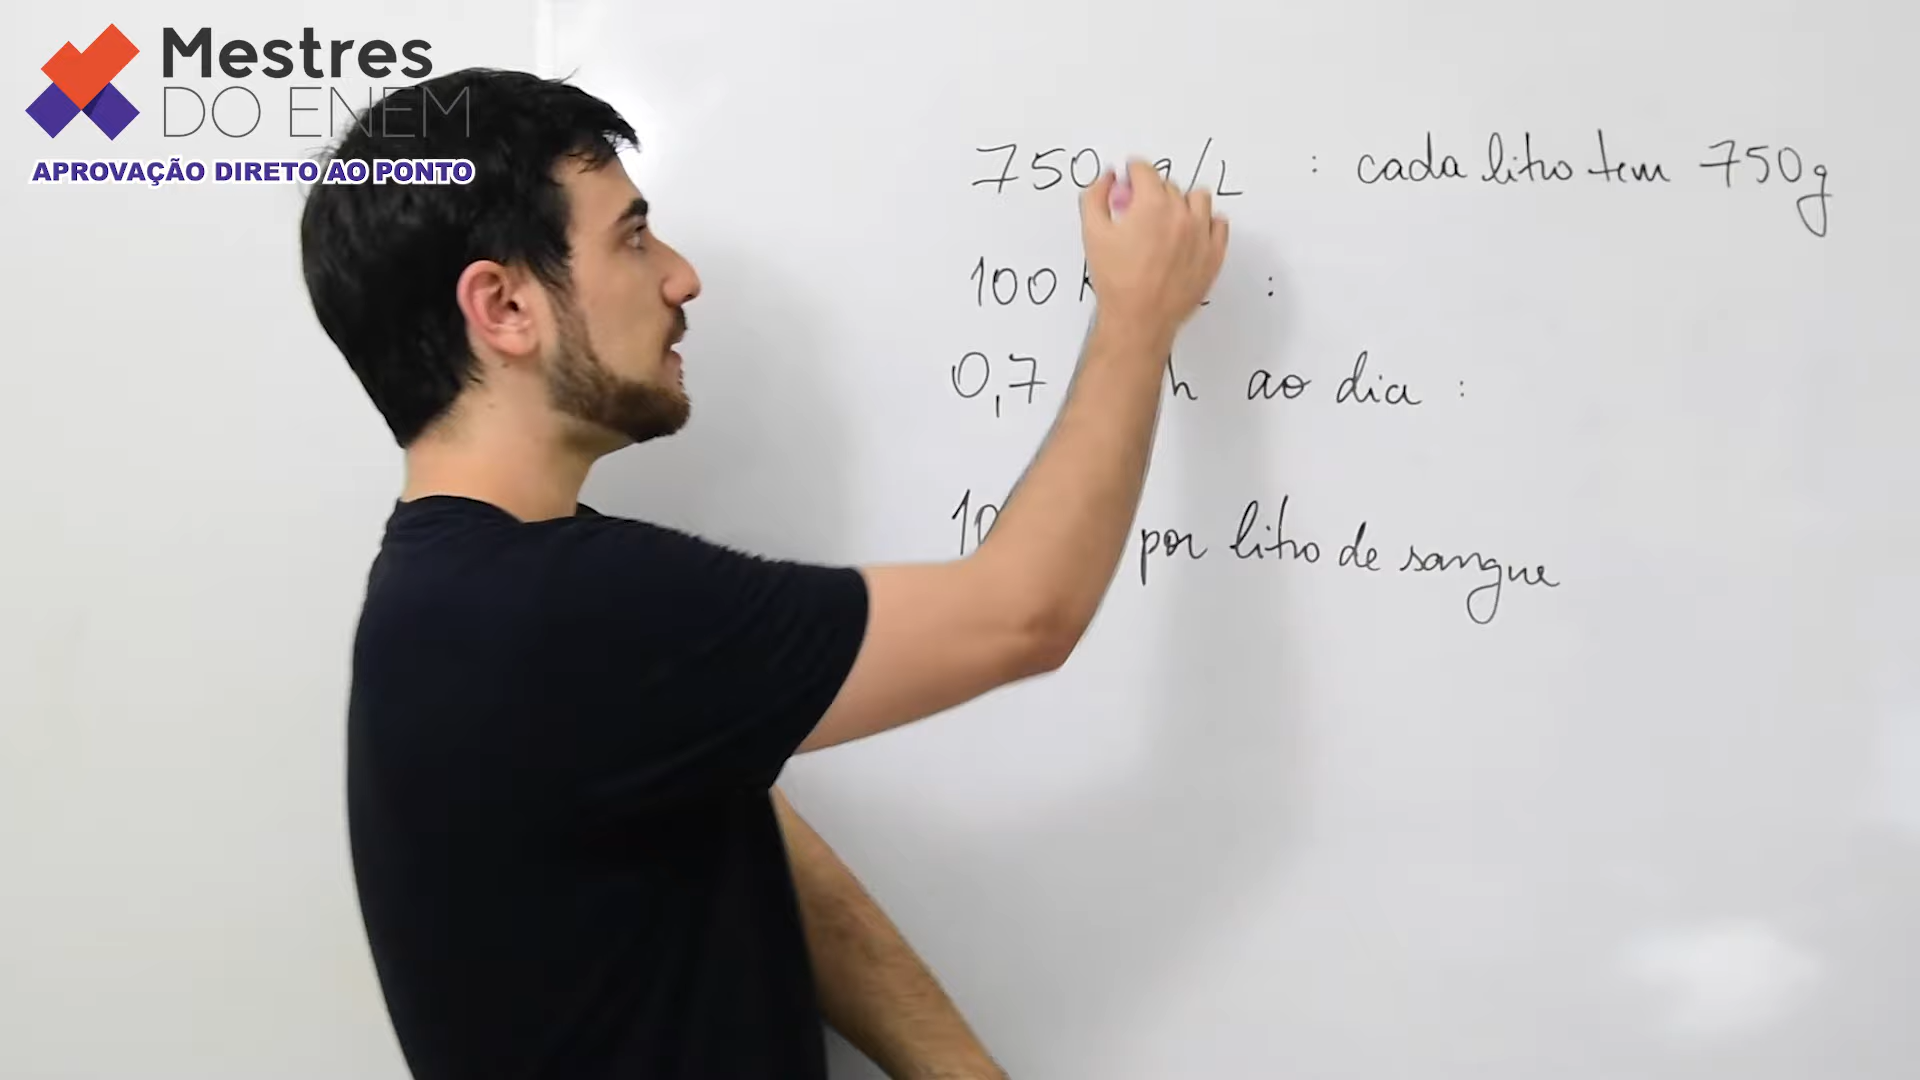 Mestres
DO ENEM
APROVAÇÃO DIRETO AO PONTO
750 g/L : cada litro tem 750g
100 :
0,7 h ao dia :
por litro de sangue